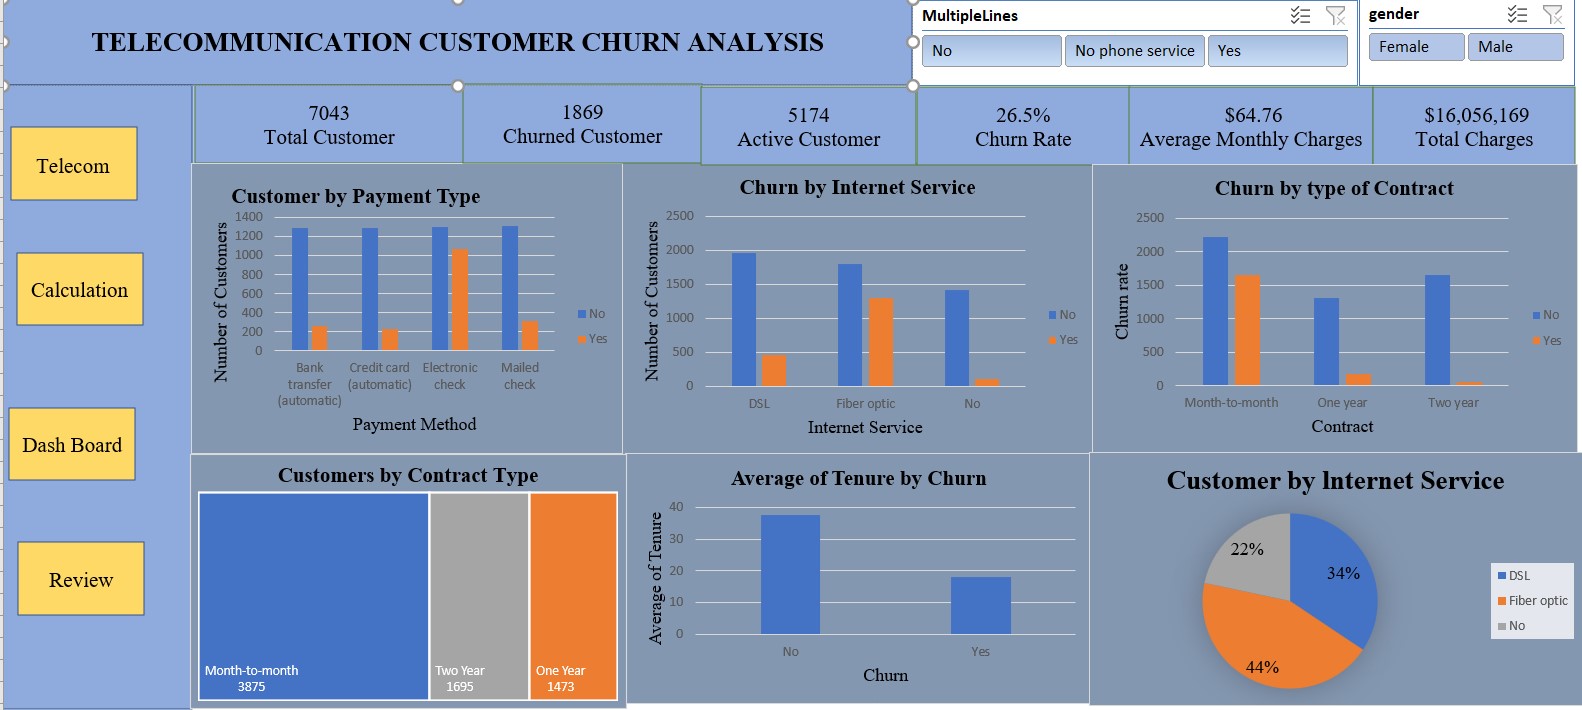 TELECOMMUNICATION CUSTOMER CHURN ANALYSIS
MultipleLines
No
No phone service
Yes
gender
Female
Male
7043
Total Customer
1869
Churned Customer
5174
Active Customer
26.5%
Churn Rate
$64.76
Average Monthly Charges
$16,056,169
Total Charges
Telecom
Calculation
Dash Board
Review
Customer by Payment Type
Number of Customers
1400
1200
1000
800
600
400
200
0
Bank
transfer
(automatic)
Credit card
(automatic)
Electronic
check
Mailed
check
Payment Method
No
Yes
Churn by Internet Service
Number of Customers
2500
2000
1500
1000
500
0
DSL
Fiber optic
No
Internet Service
No
Yes
Churn by type of Contract
Churn rate
2500
2000
1500
1000
500
0
Month-to-month
One year
Two year
Contract
No
Yes
Customers by Contract Type
Month-to-month
3875
Two Year
1695
One Year
1473
Average of Tenure by Churn
Average of Tenure
40
30
20
10
0
No
Yes
Churn
Customer by Internet Service
22%
34%
44%
DSL
Fiber optic
No